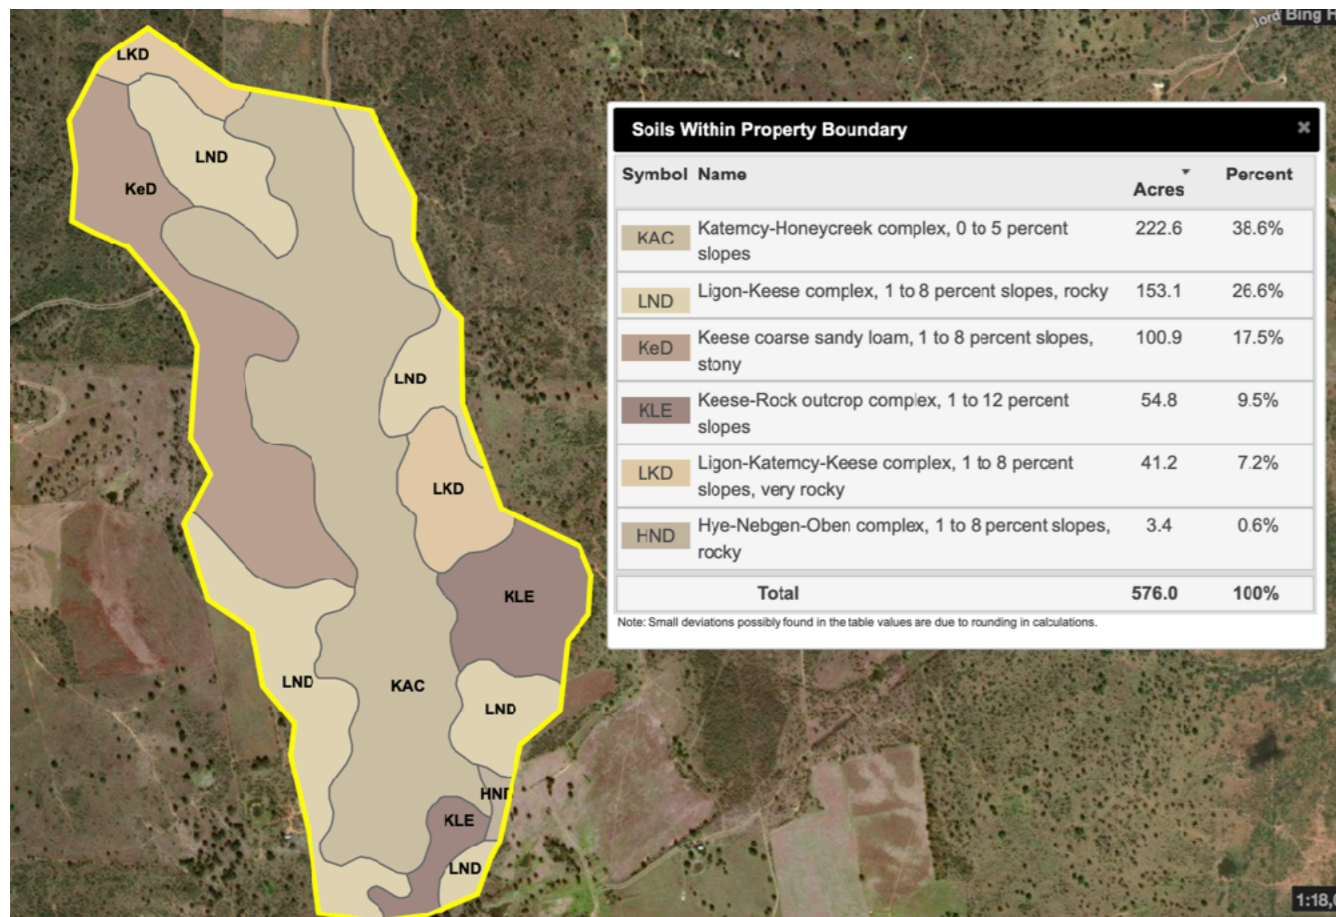 Soils Within Property Boundary
Symbol Name Acres Percent
KAC Katemcy-Honeycreek complex, 0 to 5 percent 222.6 38.6%
slopes
LND Ligon-Keese complex, 1 to 8 percent slopes, rocky 153.1 26.6%
KeD Keese coarse sandy loam, 1 to 8 percent slopes, 100.9 17.5%
stony
KLE Keese-Rock outcrop complex, 1 to 12 percent 54.8 9.5%
slopes
LKD Ligon-Katemcy-Keese complex, 1 to 8 percent 41.2 7.2%
slopes, very rocky
HND Hye-Nebgen-Oben complex, 1 to 8 percent slopes, 3.4 0.6%
rocky
Total 576.0 100%
Note: Small deviations possibly found in the table values are due to rounding in calculations.
LKD
LND
KeD
LND
LKD
KLE
LND
KAC
LND
HND
KLE
LND
Jord
Bing
1:18,